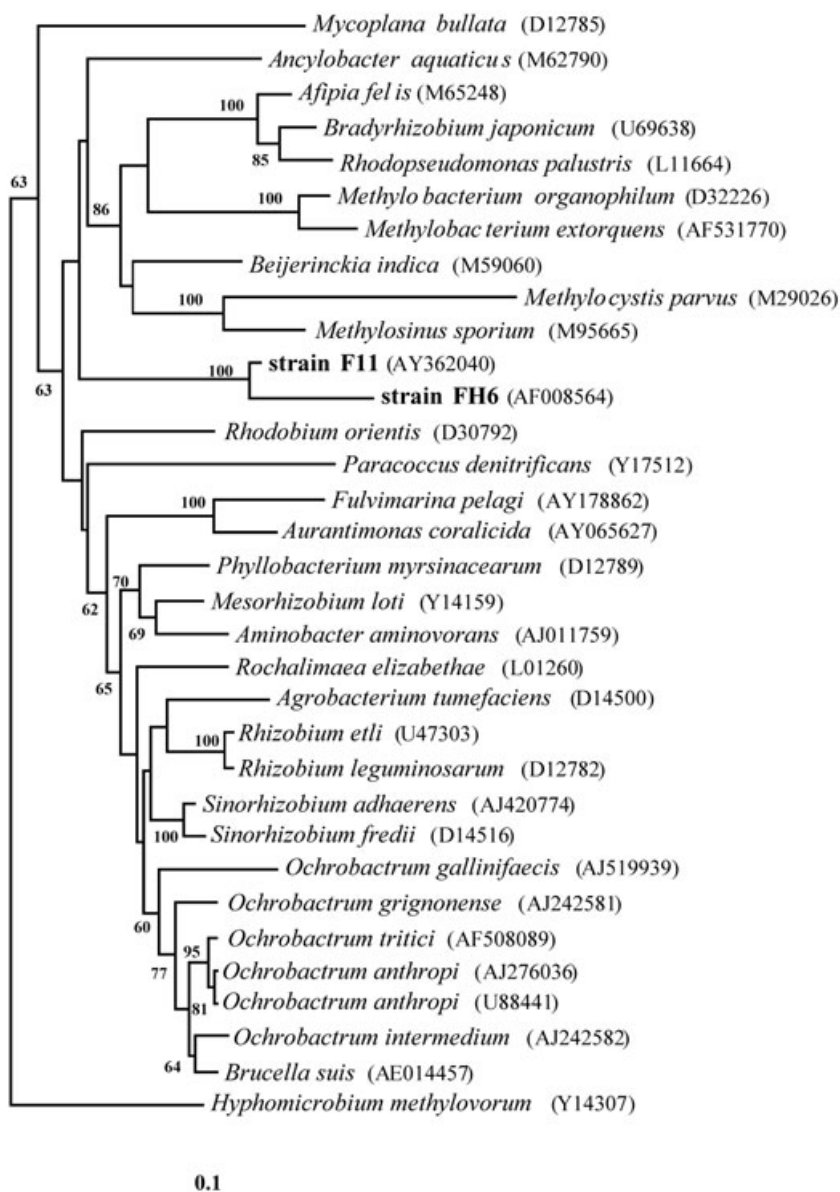 Mycoplana bullata (D12785)
Ancylobacter aquaticus (M62790)
Afipia felis (M65248)
100
Bradyrhizobium japonicum (U69638)
85
Rhodopseudomonas palustris (L11664)
63
Methylobacterium organophilum (D32226)
100
86
Methylobacterium extorquens (AF531770)
Beijerinckia indica (M59060)
Methylocystis parvus (M29026)
100
Methylosinus sporium (M95665)
strain F11 (AY362040)
100
63
strain FH6 (AF008564)
Rhodobium orientis (D30792)
Paracoccus denitrificans (Y17512)
Fulvimarina pelagi (AY178862)
100
Aurantimonas coralicida (AY065627)
Phyllobacterium myrsinacearum (D12789)
70
Mesorhizobium loti (Y14159)
62
69
Aminobacter aminovorans (AJ011759)
Rochalimaea elizabethae (L01260)
65
Agrobacterium tumefaciens (D14500)
Rhizobium etli (U47303)
100
Rhizobium leguminosarum (D12782)
Sinorhizobium adhaerens (AJ420774)
100
Sinorhizobium fredii (D14516)
Ochrobactrum gallinifaecis (AJ519939)
Ochrobactrum grignonense (AJ242581)
60
Ochrobactrum tritici (AF508089)
95
77
Ochrobactrum anthropi (AJ276036)
Ochrobactrum anthropi (U88441)
81
Ochrobactrum intermedium (AJ242582)
64
Brucella suis (AE014457)
Hyphomicrobium methylovorum (Y14307)
0.1